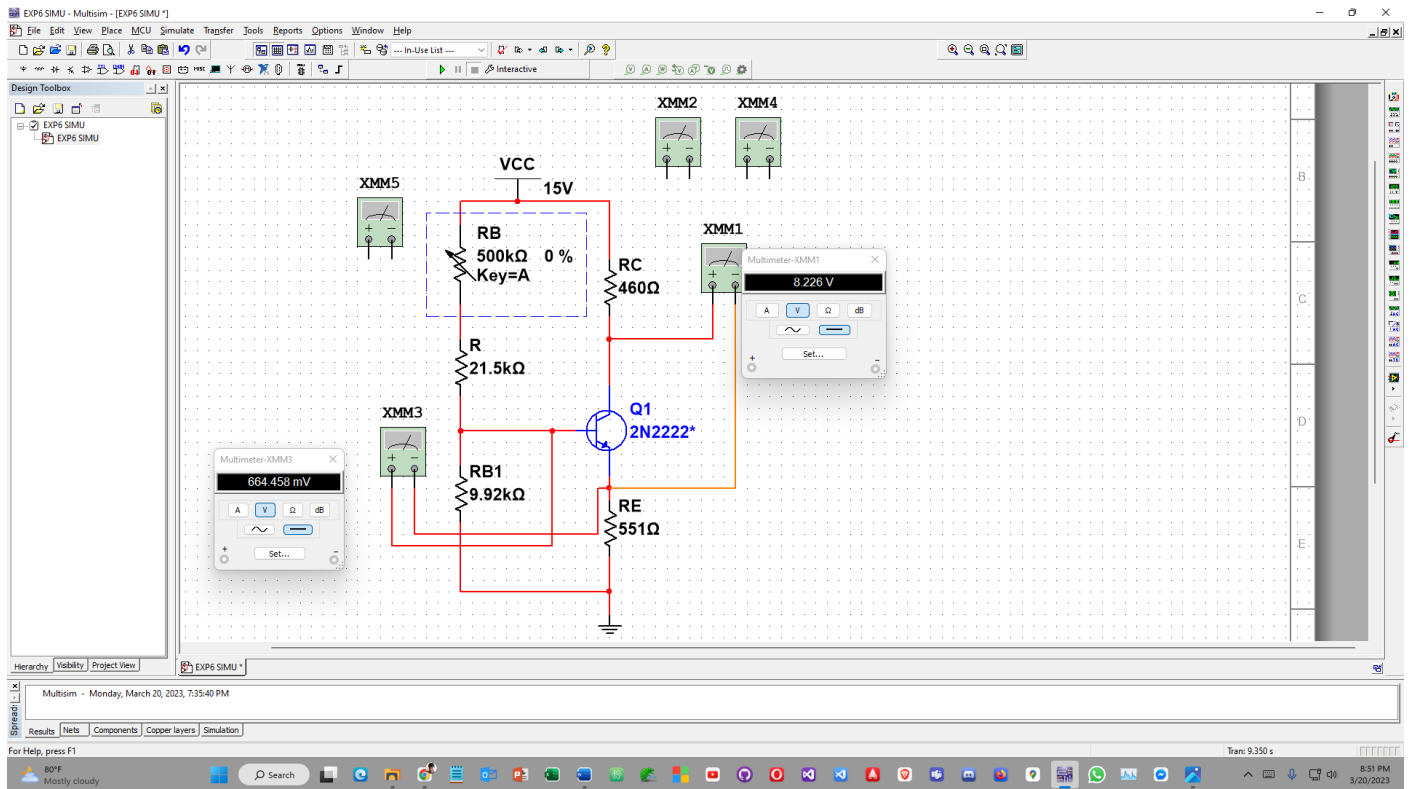 EXP6 SIMU - Multisim - [EXP6 SIMU *]
File Edit View Place MCU Simulate Transfer Tools Reports Options Window Help
--- In-Use List ---
Interactive
Design Toolbox
EXP6 SIMU
EXP6 SIMU
XMM2 XMM4
VCC
15V
XMM5
RB
500kΩ 0 %
Key=A
XMM1
Multimeter-XMM1
8.226 V
A V Ω dB
Set...
+ -
RC
460Ω
R
21.5kΩ
XMM3
Q1
2N2222*
Multimeter-XMM3
664.458 mV
A V Ω dB
Set...
+ -
RB1
9.92kΩ
RE
551Ω
B
C
D
E
Hierarchy Visibility Project View
EXP6 SIMU *
Multisim - Monday, March 20, 2023, 7:35:40 PM
Results Nets Components Copper layers Simulation
For Help, press F1
Tran: 9.350 s
80°F
Mostly cloudy
Search
8:51 PM
3/20/2023